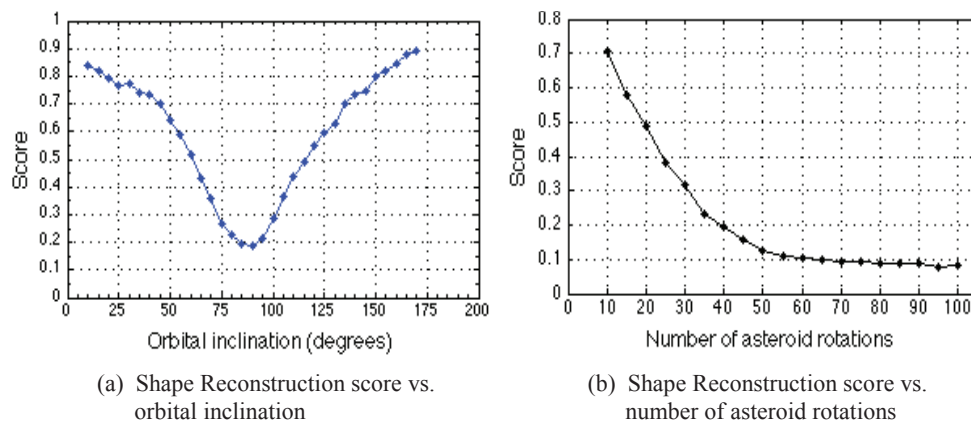 1
0.9
0.8
0.7
0.6
0.5
0.4
0.3
0.2
0.1
0
Score
0 25 50 75 100 125 150 175 200
Orbital inclination (degrees)
(a) Shape Reconstruction score vs.
orbital inclination
0.8
0.7
0.6
0.5
0.4
0.3
0.2
0.1
0
Score
0 10 20 30 40 50 60 70 80 90 100
Number of asteroid rotations
(b) Shape Reconstruction score vs.
number of asteroid rotations